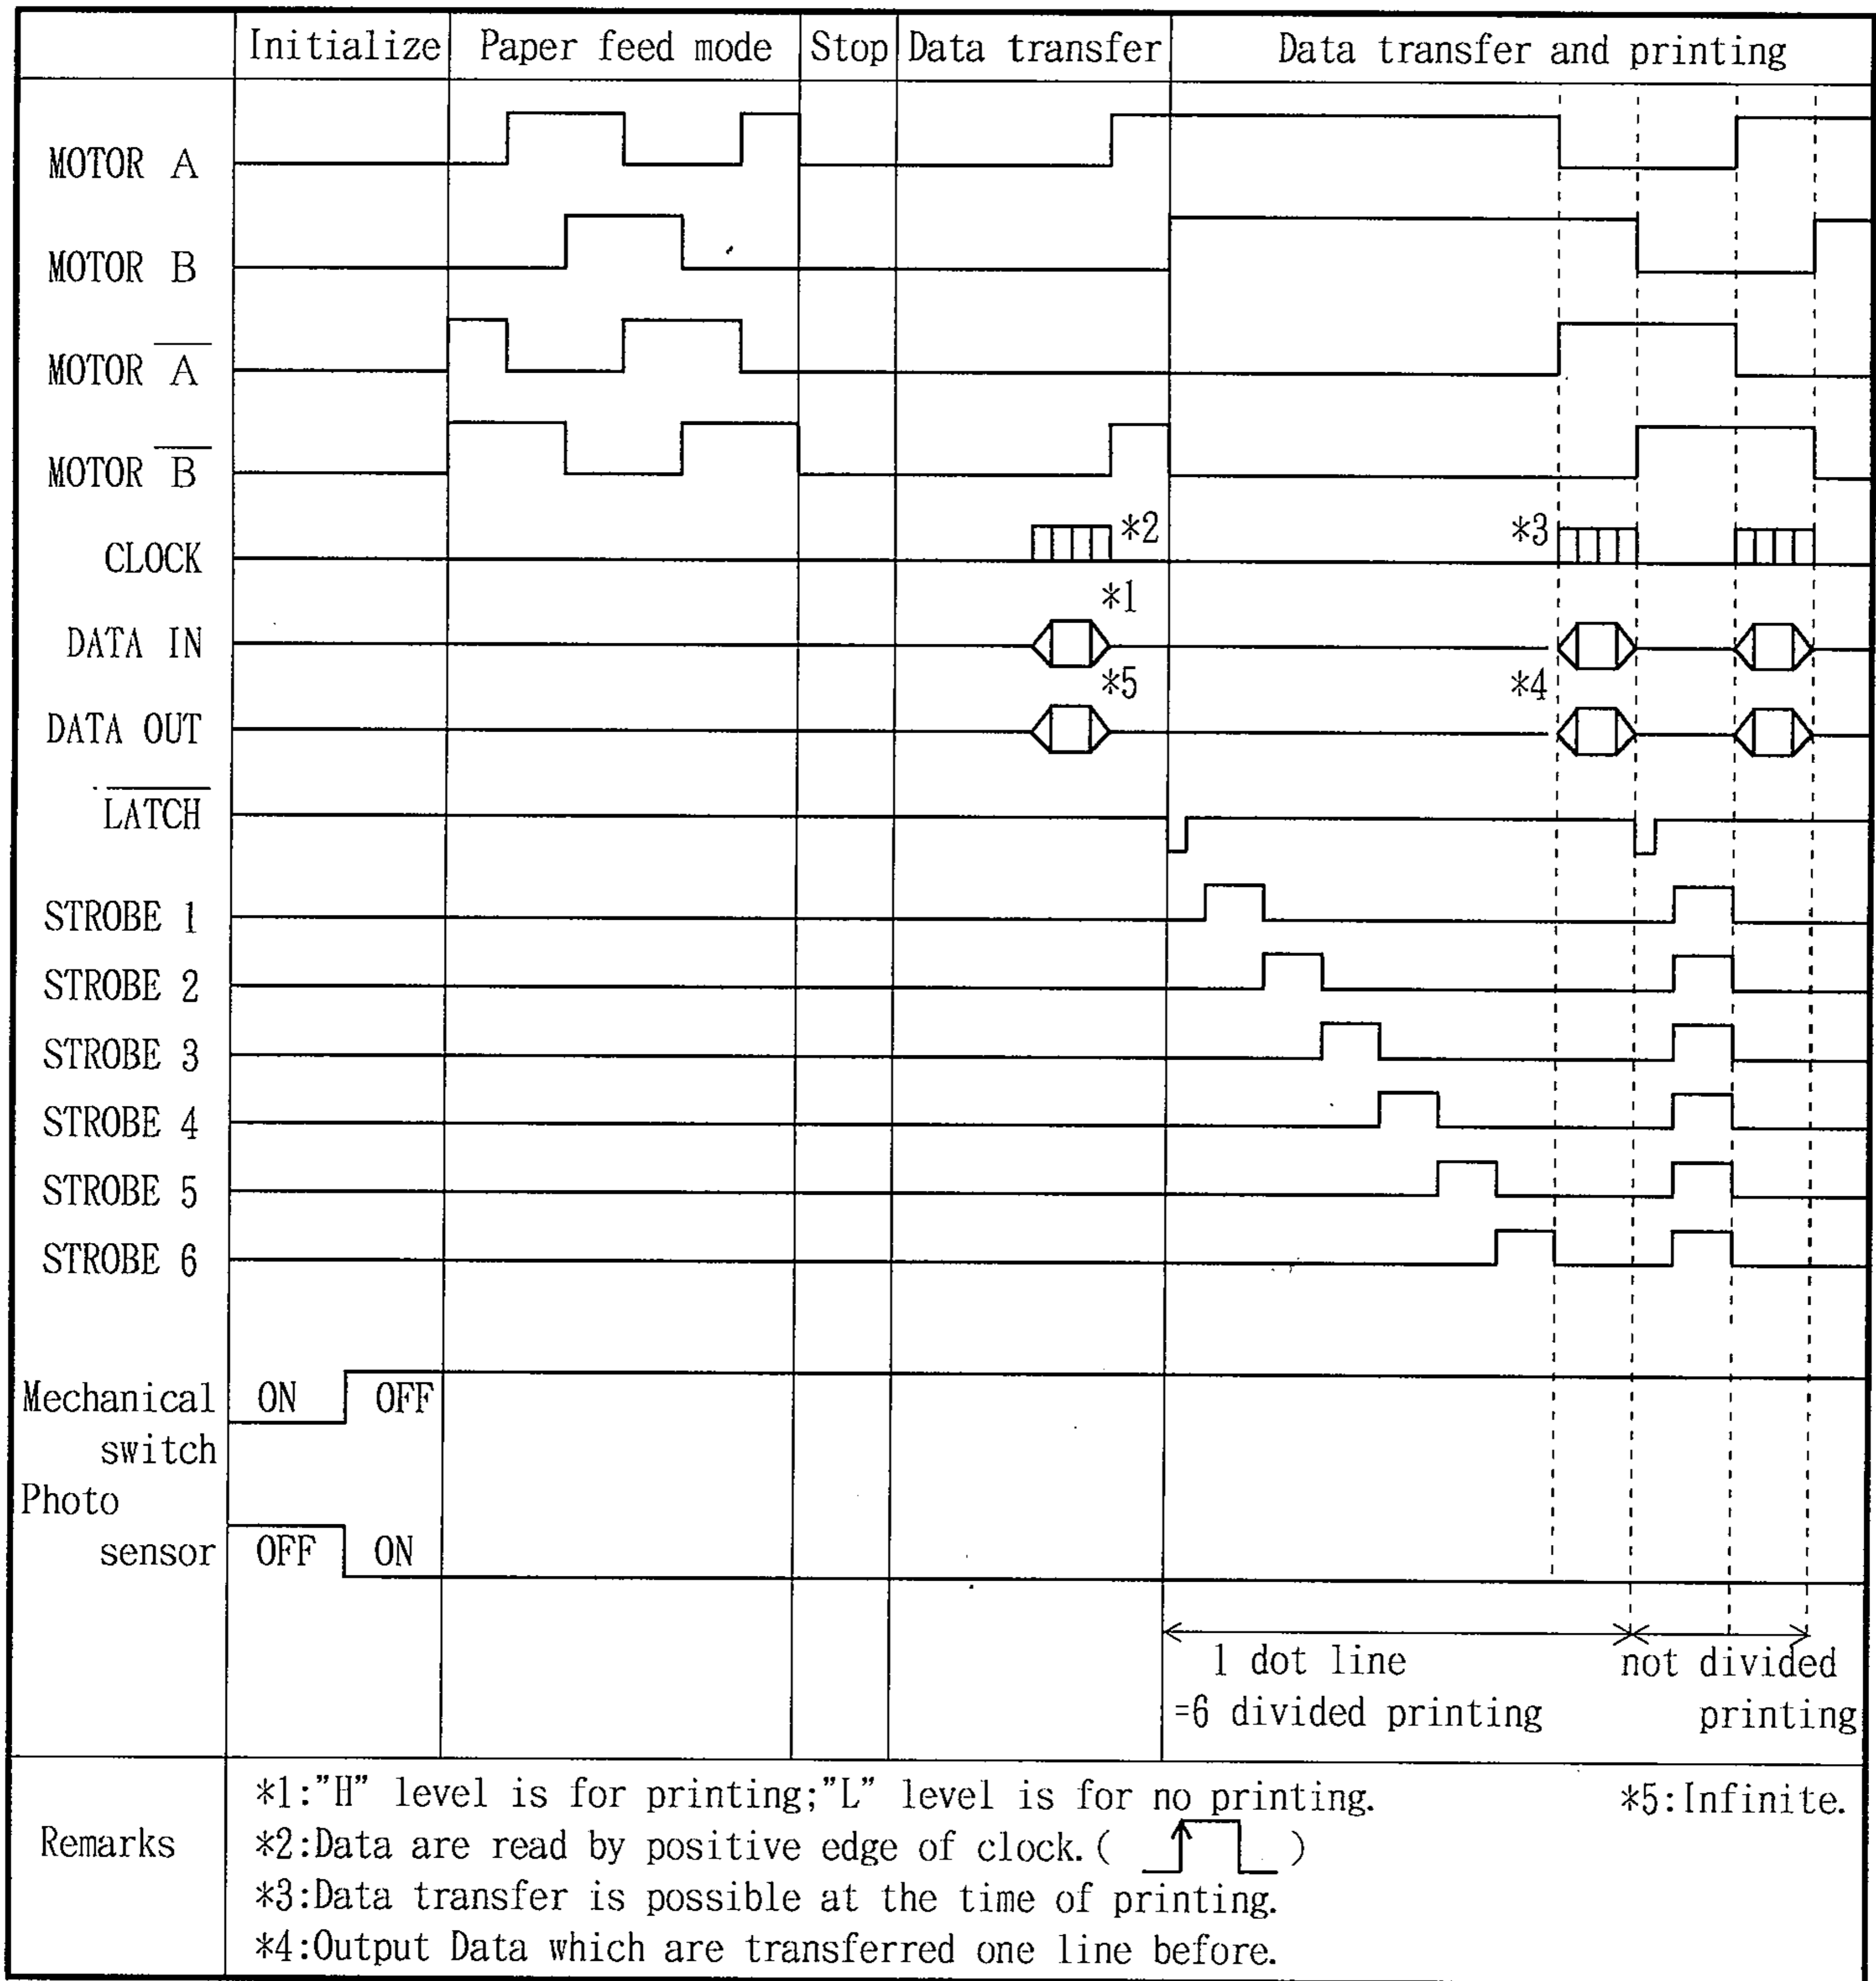 Initialize Paper feed mode Stop Data transfer Data transfer and printing
MOTOR A
MOTOR B
MOTOR A̅
MOTOR B̅
CLOCK *2 *3
*1
DATA IN
*5 *4
DATA OUT
L̅A̅T̅C̅H̅
STROBE 1
STROBE 2
STROBE 3
STROBE 4
STROBE 5
STROBE 6
Mechanical ON OFF
switch
Photo
sensor OFF ON
1 dot line not divided
=6 divided printing printing
*1:"H" level is for printing;"L" level is for no printing. *5:Infinite.
Remarks *2:Data are read by positive edge of clock.( )
*3:Data transfer is possible at the time of printing.
*4:Output Data which are transferred one line before.